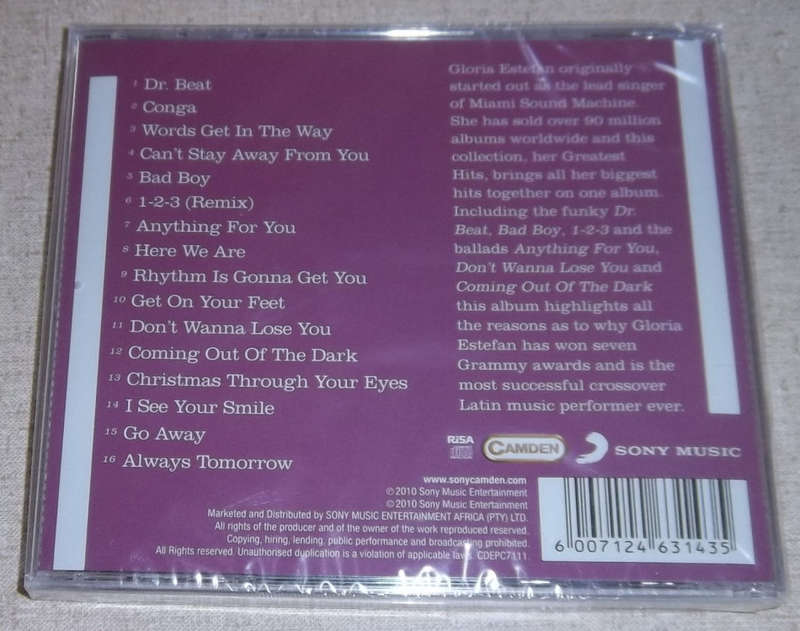 1 Dr. Beat
2 Conga
3 Words Get In The Way
4 Can't Stay Away From You
5 Bad Boy
6 1-2-3 (Remix)
7 Anything For You
8 Here We Are
9 Rhythm Is Gonna Get You
10 Get On Your Feet
11 Don't Wanna Lose You
12 Coming Out Of The Dark
13 Christmas Through Your Eyes
14 I See Your Smile
15 Go Away
16 Always Tomorrow
Gloria Estefan originally
started out as the lead singer
of Miami Sound Machine.
She has sold over 90 million
albums worldwide and this
collection, her Greatest
Hits, brings all her biggest
hits together on one album.
Including the funky Dr.
Beat, Bad Boy, 1-2-3 and the
ballads Anything For You,
Don't Wanna Lose You and
Coming Out Of The Dark
this album highlights all
the reasons as to why Gloria
Estefan has won seven
Grammy awards and is the
most successful crossover
Latin music performer ever.
RiSA CAMDEN SONY MUSIC
www.sonycamden.com
℗ 2010 Sony Music Entertainment
© 2010 Sony Music Entertainment
Marketed and Distributed by SONY MUSIC ENTERTAINMENT AFRICA (PTY) LTD.
All rights of the producer and of the owner of the work reproduced reserved.
Copying, hiring, lending, public performance and broadcasting prohibited.
All Rights reserved. Unauthorised duplication is a violation of applicable laws. CDEPC7111
6 007124 631435